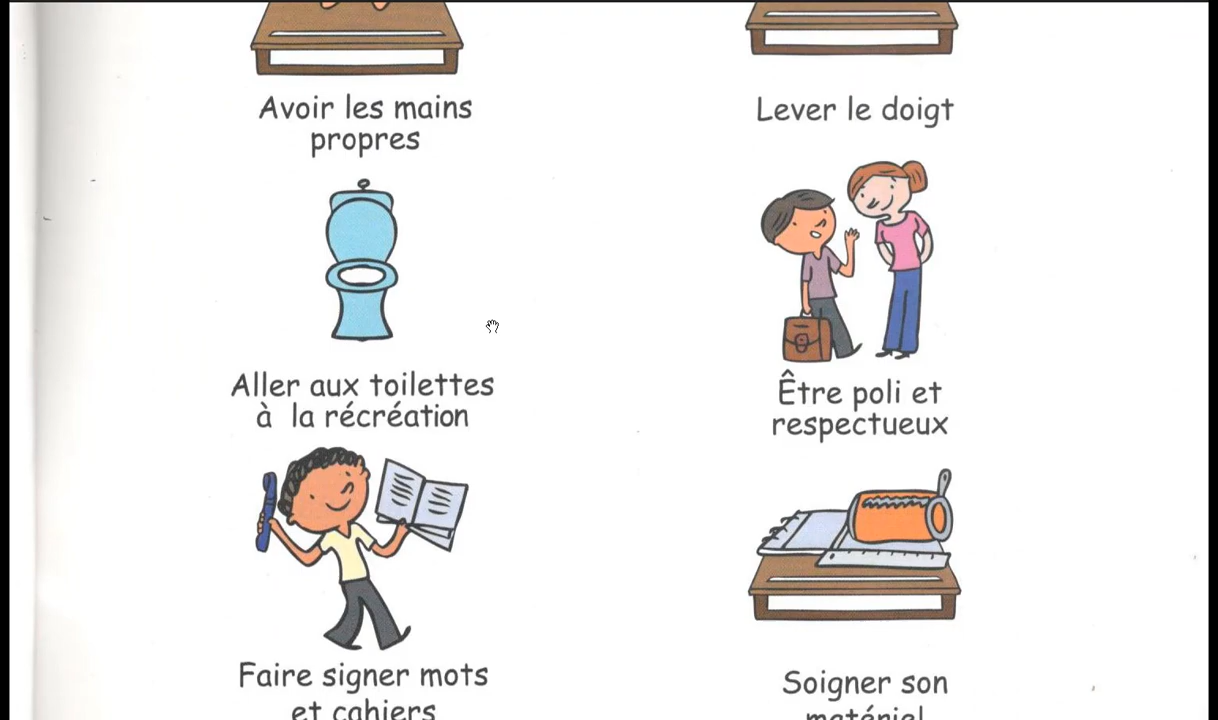 Avoir les mains
propres
Lever le doigt
Aller aux toilettes
à la récréation
Être poli et
respectueux
Faire signer mots
et cahiers
Soigner son
matériel